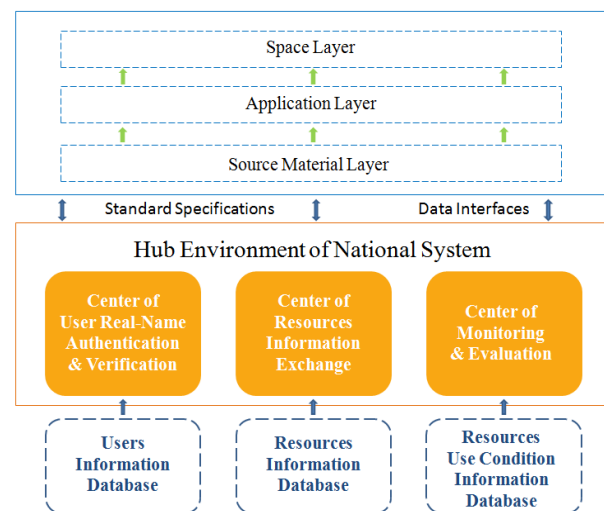 Space Layer
Application Layer
Source Material Layer
Standard Specifications
Data Interfaces
Hub Environment of National System
Center of
User Real-Name
Authentication
& Verification
Center of
Resources
Information
Exchange
Center of
Monitoring
& Evaluation
Users
Information
Database
Resources
Information
Database
Resources
Use Condition
Information
Database